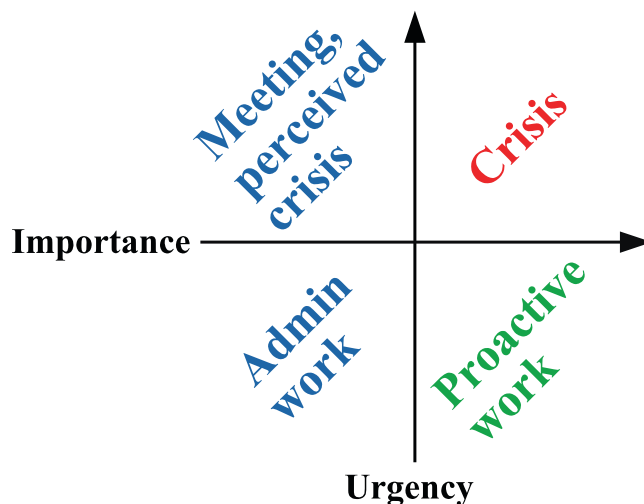 Meeting,
perceived
crisis
Crisis
Importance
Admin
work
Proactive
work
Urgency